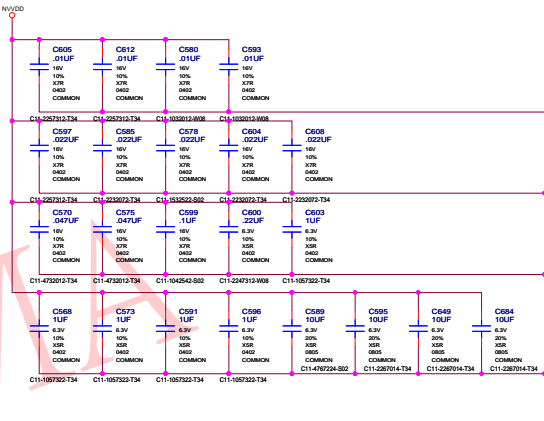 NVVDD
C605 C612 C580 C593
.01UF .01UF .01UF .01UF
16V 16V 16V 16V
10% 10% 10% 10%
X7R X7R X7R X7R
0402 0402 0402 0402
COMMON COMMON COMMON COMMON
C11-2257312-T34 C11-2257312-T34 C11-1032012-W08 C11-1032012-W08
C597 C585 C578 C604 C608
.022UF .022UF .022UF .022UF .022UF
16V 16V 16V 16V 16V
10% 10% 10% 10% 10%
X7R X7R X7R X7R X7R
0402 0402 0402 0402 0402
COMMON COMMON COMMON COMMON COMMON
C11-2257312-T34 C11-2232072-T34 C11-1532522-S02 C11-2232072-T34 C11-2232072-T34
C570 C575 C599 C600 C603
.047UF .047UF .1UF .22UF 1UF
16V 16V 16V 6.3V 6.3V
10% 10% 10% 10% 10%
X7R X7R X7R X5R X5R
0402 0402 0402 0402 0402
COMMON COMMON COMMON COMMON COMMON
C11-4732012-T34 C11-4732012-T34 C11-1042542-S02 C11-2247312-W08 C11-1057322-T34
C568 C573 C591 C596 C589 C595 C649 C684
1UF 1UF 1UF 1UF 10UF 10UF 10UF 10UF
6.3V 6.3V 6.3V 6.3V 6.3V 6.3V 6.3V 6.3V
10% 10% 10% 10% 20% 20% 20% 20%
X5R X5R X5R X5R X5R X5R X5R X5R
0402 0402 0402 0402 0805 0805 0805 0805
COMMON COMMON COMMON COMMON COMMON COMMON COMMON COMMON
C11-4767224-S02 C11-2267014-T34 C11-2267014-T34 C11-2267014-T34
C11-1057322-T34 C11-1057322-T34 C11-1057322-T34 C11-1057322-T34